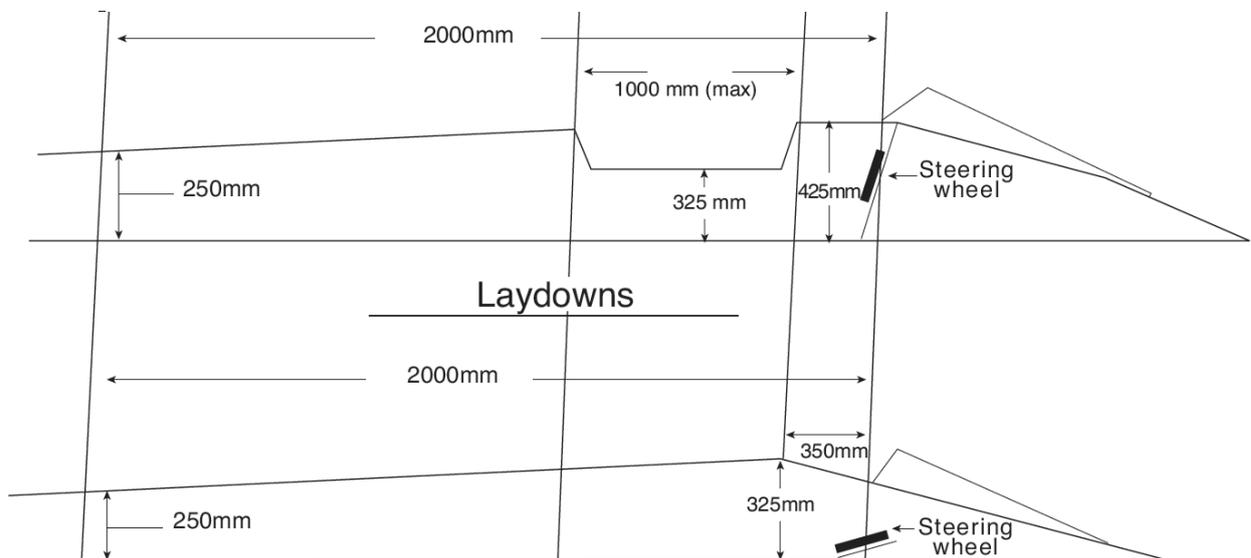 2000mm
1000 mm (max)
250mm
325 mm
425mm
Steering
wheel
Laydowns
2000mm
350mm
325mm
250mm
Steering
wheel